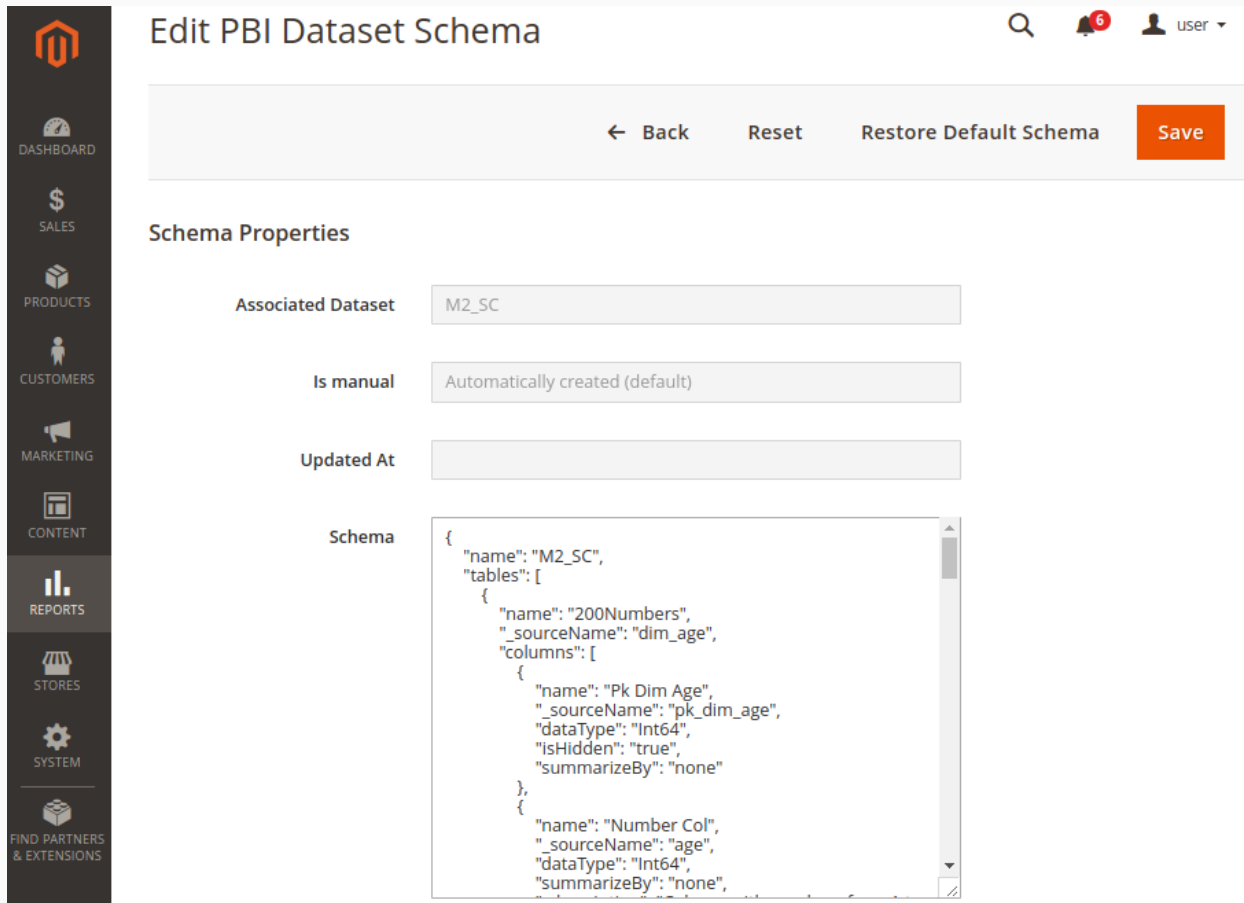 Edit PBI Dataset Schema
6
user
DASHBOARD
SALES
PRODUCTS
CUSTOMERS
MARKETING
CONTENT
REPORTS
STORES
SYSTEM
FIND PARTNERS
& EXTENSIONS
Back
Reset
Restore Default Schema
Save
Schema Properties
Associated Dataset
M2_SC
Is manual
Automatically created (default)
Updated At
Schema
{
"name": "M2_SC",
"tables": [
{
"name": "200Numbers",
"_sourceName": "dim_age",
"columns": [
{
"name": "Pk Dim Age",
"_sourceName": "pk_dim_age",
"dataType": "Int64",
"isHidden": "true",
"summarizeBy": "none"
},
{
"name": "Number Col",
"_sourceName": "age",
"dataType": "Int64",
"summarizeBy": "none",